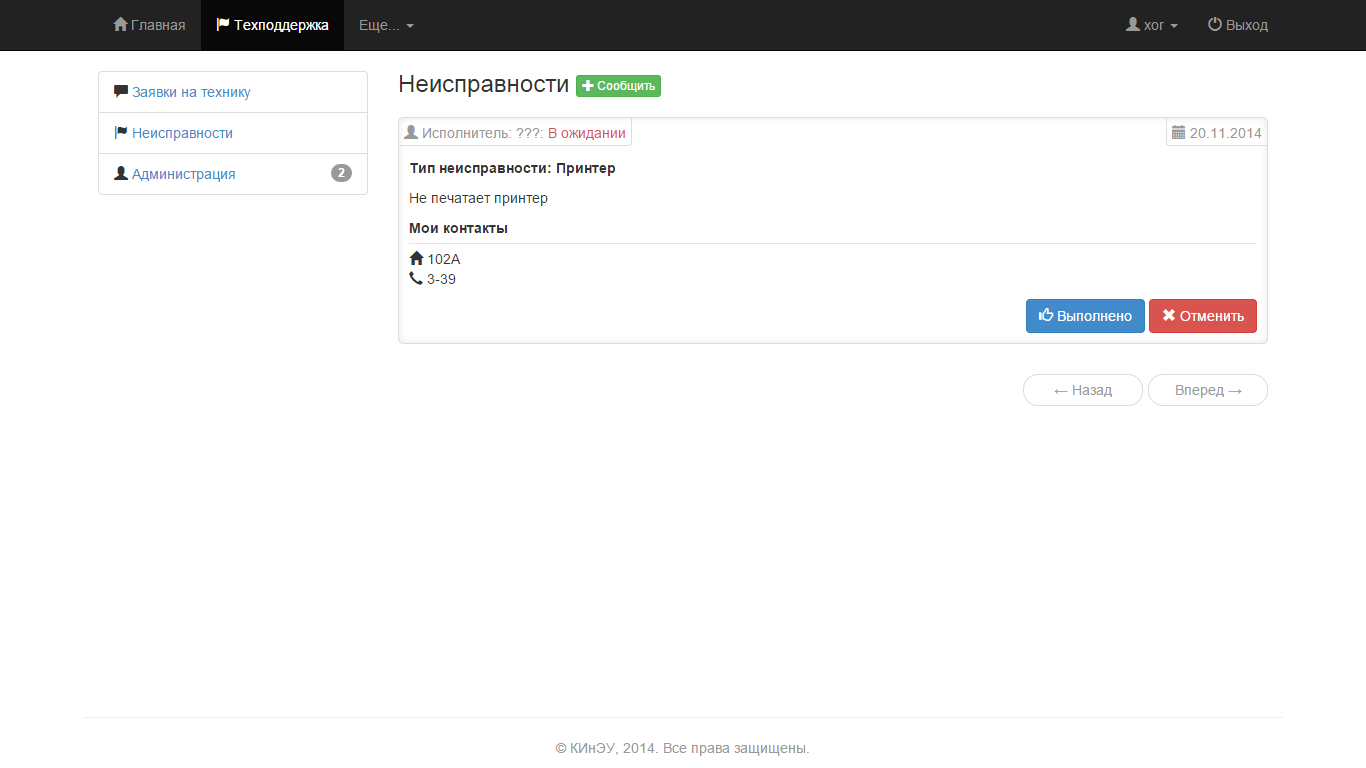 Главная Техподдержка Еще... xor Выход
Заявки на технику
Неисправности
Администрация 2
Неисправности Сообщить
Исполнитель: ???: В ожидании 20.11.2014
Тип неисправности: Принтер
Не печатает принтер
Мои контакты
102А
3-39
Выполнено Отменить
← Назад Вперед →
© КИнЭУ, 2014. Все права защищены.